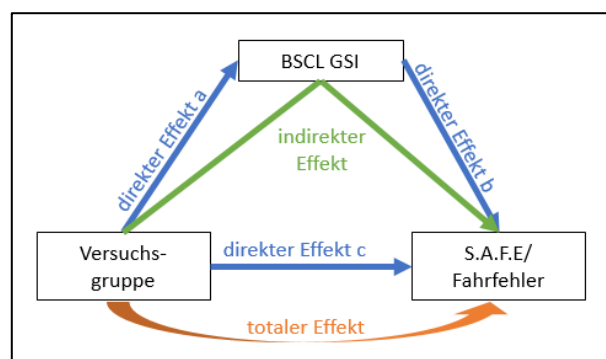 BSCL GSI
direkter Effekt a
direkter Effekt b
indirekter
Effekt
Versuchs-
gruppe
direkter Effekt c
S.A.F.E/
Fahrfehler
totaler Effekt